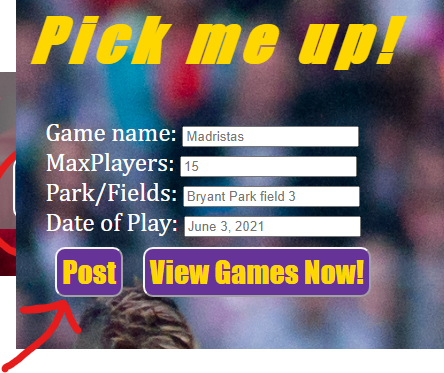 Pick me up!
Game name: Madristas
MaxPlayers: 15
Park/Fields: Bryant Park field 3
Date of Play: June 3, 2021
Post View Games Now!